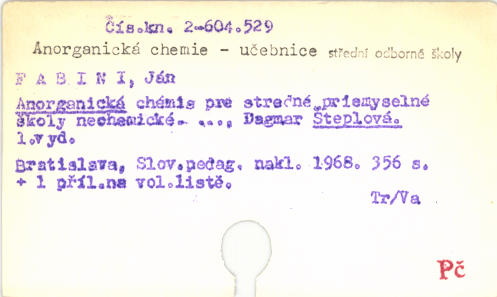 Čís.kn. 2-604.529
Anorganická chemie - učebnice střední odborné školy
F A B I N I, Ján
Anorganická chémia pre stredné priemyselné
školy nechemické. ..., Dagmar Šteplová.
1.vyd.
Bratislava, Slov.pedag. nakl. 1968. 356 s.
+ 1 příl.na vol.listě.
Tr/Va
Pč